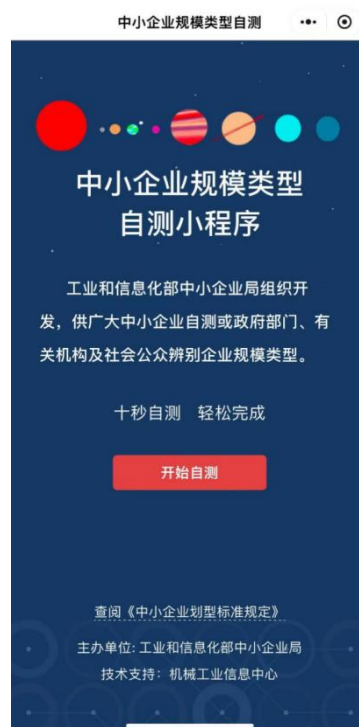 中小企业规模类型自测
中小企业规模类型
自测小程序
工业和信息化部中小企业局组织开
发，供广大中小企业自测或政府部门、有
关机构及社会公众辨别企业规模类型。
十秒自测 轻松完成
开始自测
查阅《中小企业划型标准规定》
主办单位: 工业和信息化部中小企业局
技术支持：机械工业信息中心